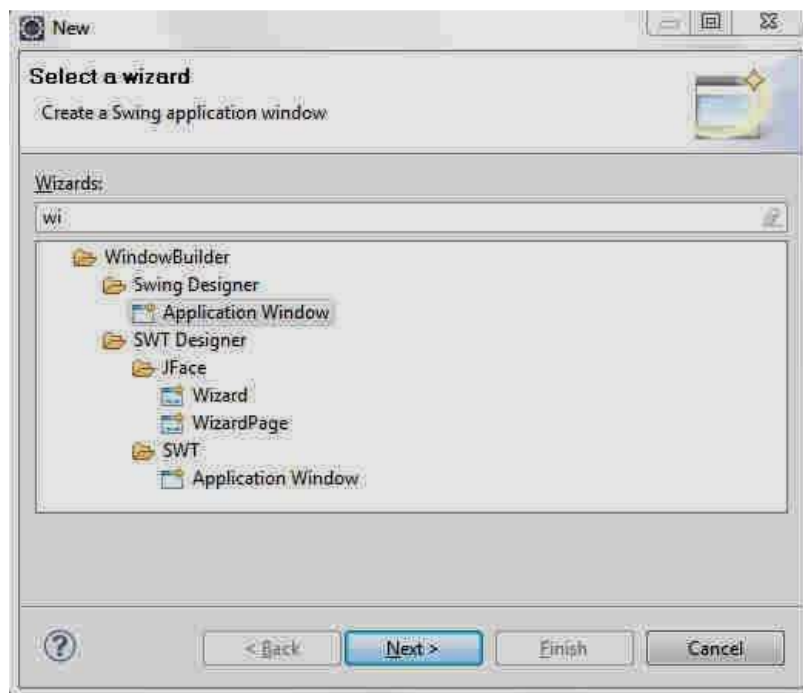 New
Select a wizard
Create a Swing application window
Wizards:
wi
WindowBuilder
Swing Designer
Application Window
SWT Designer
JFace
Wizard
WizardPage
SWT
Application Window
?
< Back Next > Finish Cancel